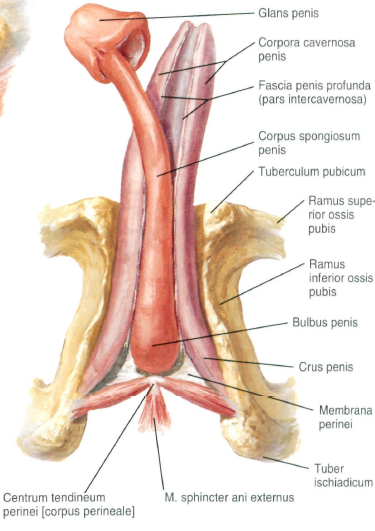 Glans penis
Corpora cavernosa
penis
Fascia penis profunda
(pars intercavernosa)
Corpus spongiosum
penis
Tuberculum pubicum
Ramus supe-
rior ossis
pubis
Ramus
inferior ossis
pubis
Bulbus penis
Crus penis
Membrana
perinei
Tuber
ischiadicum
Centrum tendineum
perinei [corpus perineale]
M. sphincter ani externus